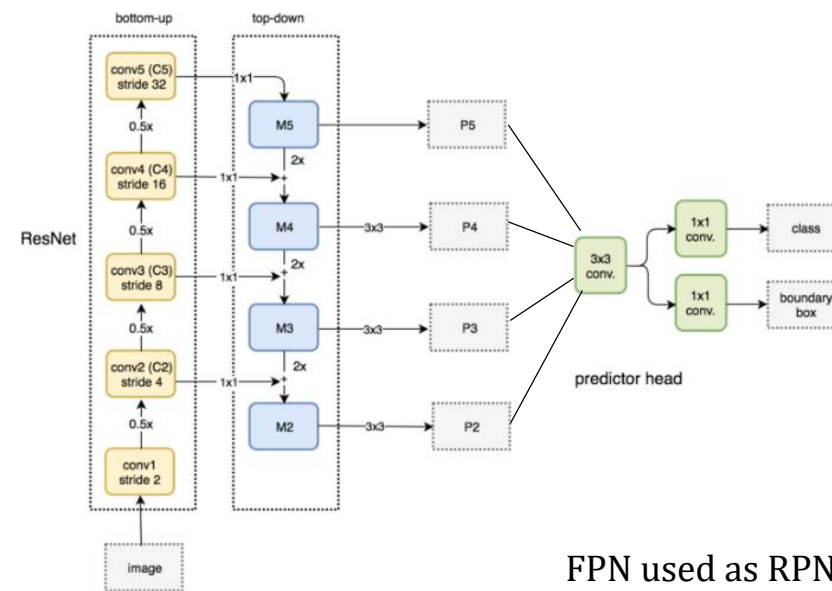 bottom-up
top-down
conv5 (C5)
stride 32
1x1
M5
P5
0.5x
2x
conv4 (C4)
stride 16
1x1
+
M4
3x3
P4
1x1
conv.
class
ResNet
0.5x
2x
3x3
conv.
conv3 (C3)
stride 8
1x1
+
M3
3x3
P3
1x1
conv.
boundary
box
0.5x
2x
predictor head
conv2 (C2)
stride 4
1x1
+
M2
3x3
P2
0.5x
conv1
stride 2
image
FPN used as RPN